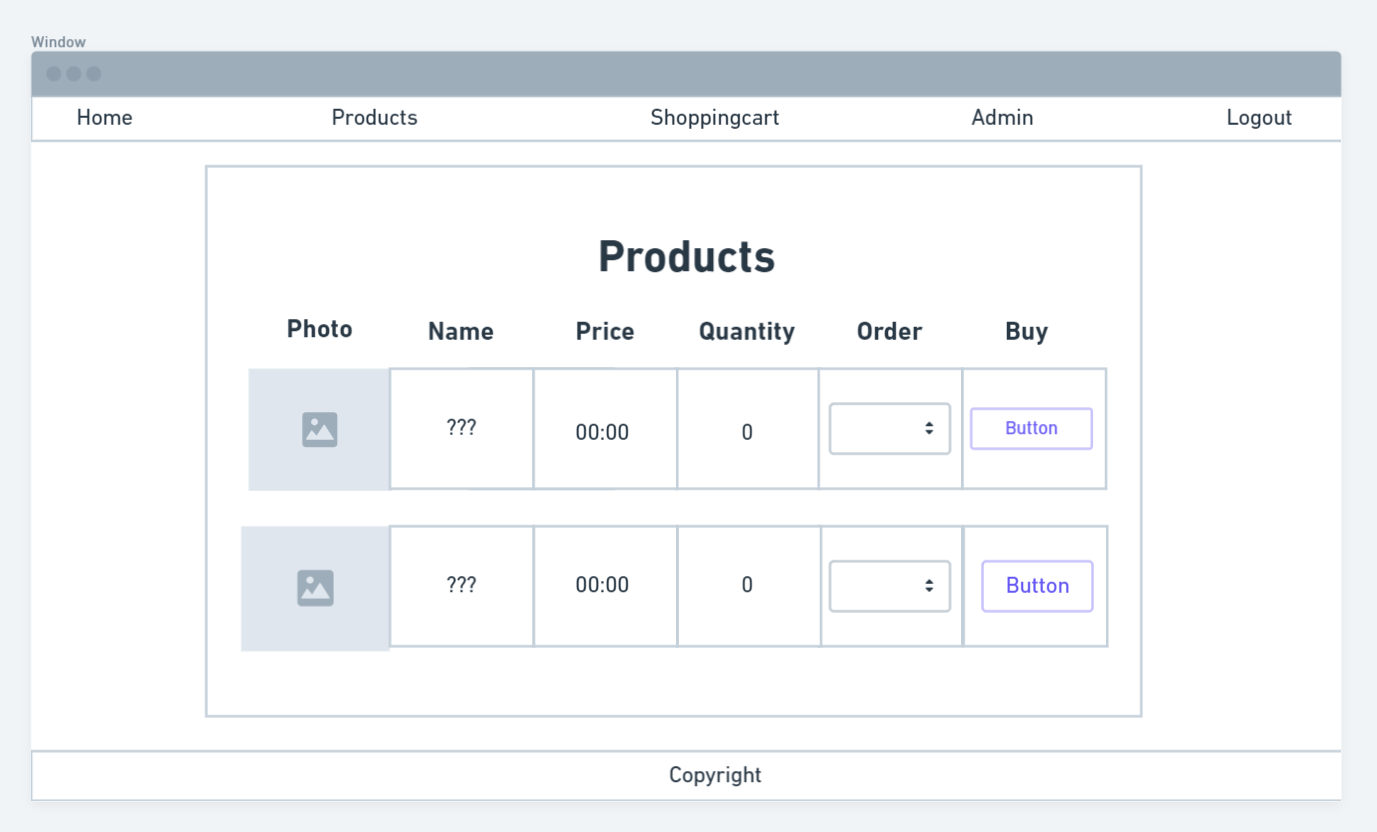 Window
Home Products Shoppingcart Admin Logout
Products
Photo Name Price Quantity Order Buy
??? 00:00 0 Button
??? 00:00 0 Button
Copyright